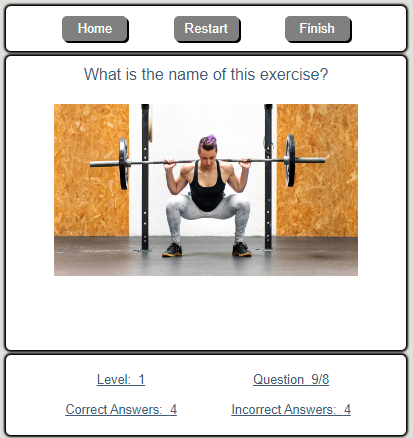 Home Restart Finish
What is the name of this exercise?
Level:  1 Question  9/8
Correct Answers:  4 Incorrect Answers:  4